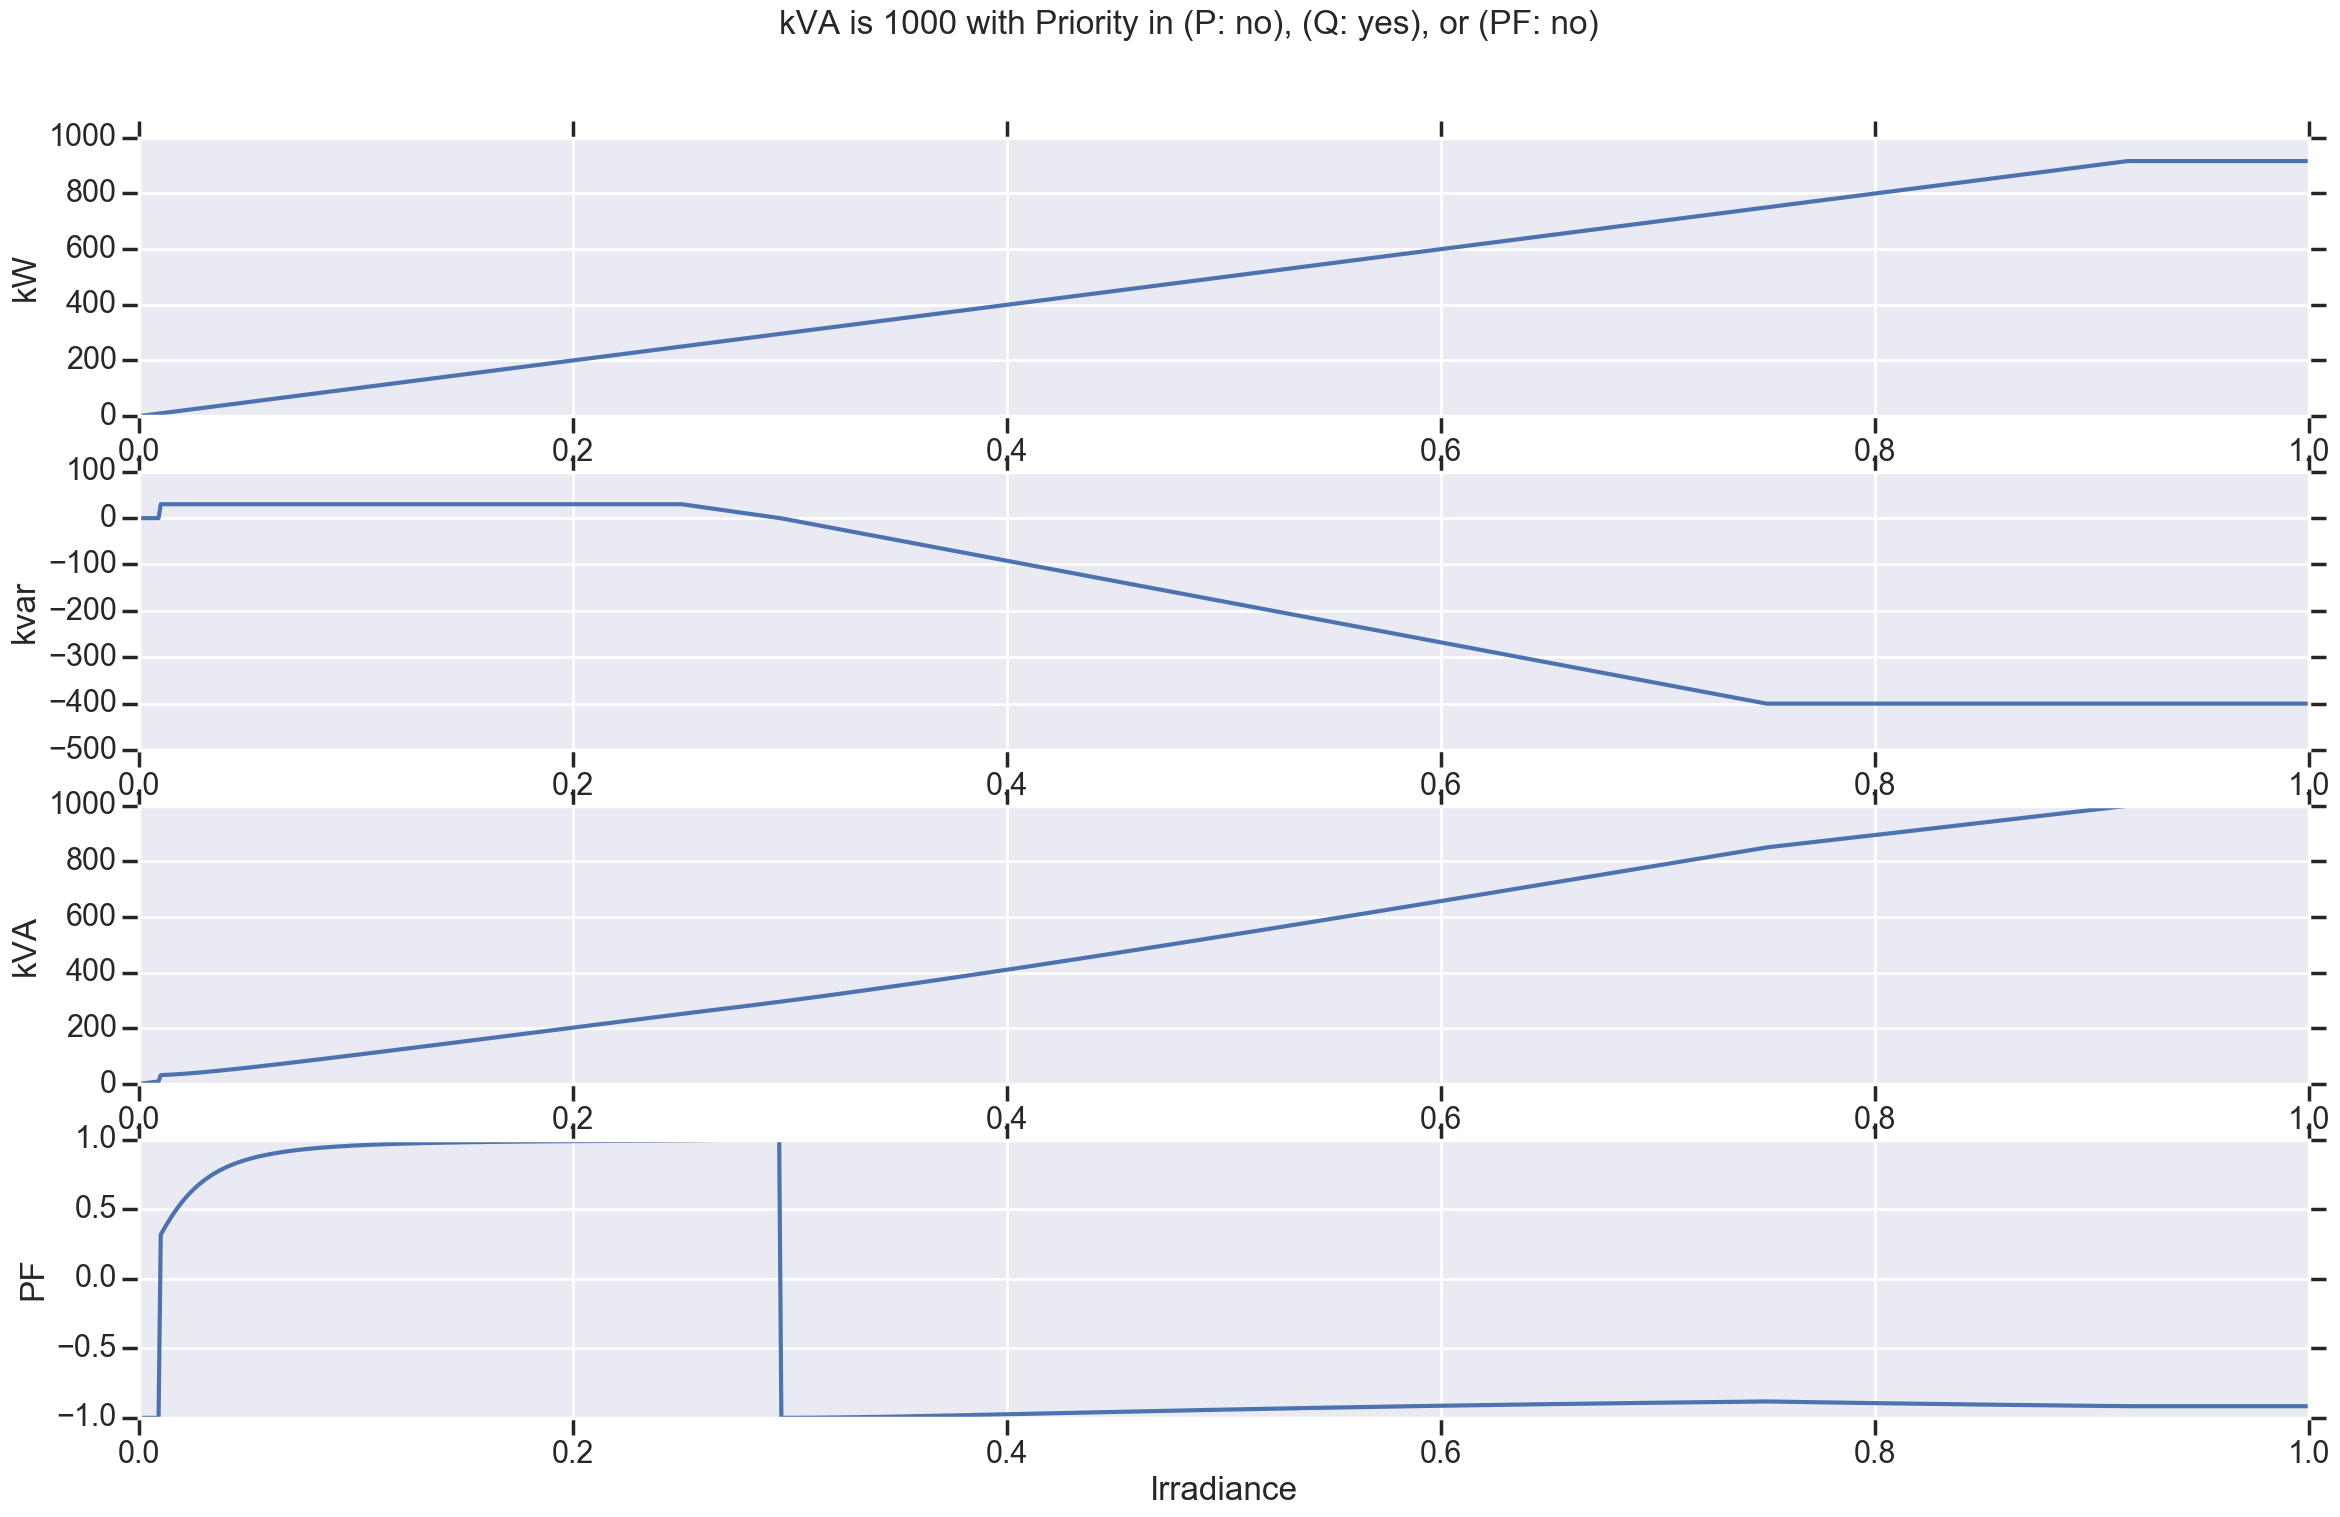 kVA is 1000 with Priority in (P: no), (Q: yes), or (PF: no)
1000
800
600
400
200
0
kW
0.0 0.2 0.4 0.6 0.8 1.0
100
0
−100
−200
−300
−400
−500
kvar
0.0 0.2 0.4 0.6 0.8 1.0
1000
800
600
400
200
0
kVA
0.0 0.2 0.4 0.6 0.8 1.0
1.0
0.5
0.0
−0.5
−1.0
PF
0.0 0.2 0.4 0.6 0.8 1.0
Irradiance